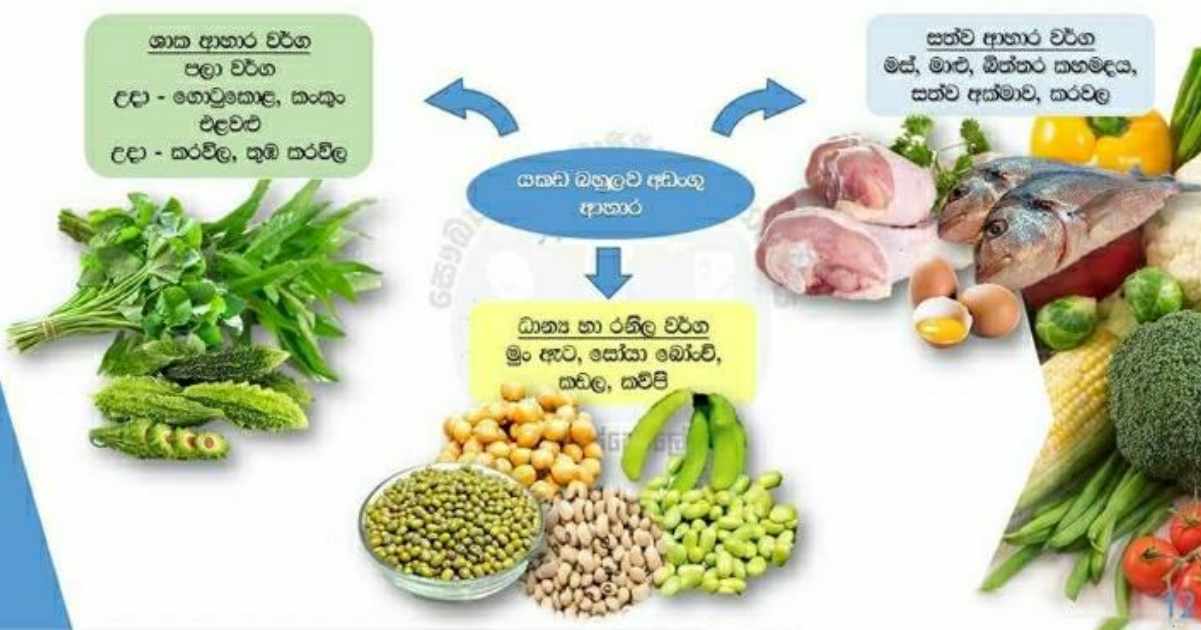 ශාක ආහාර වර්ග
පලා වර්ග
උදා - ගොටුකොළ, කංකුං
එළවළු
උදා - කරවිල, තුඹ කරවිල
සත්ව ආහාර වර්ග
මස්, මාළු, බිත්තර කහමදය,
සත්ව අක්මාව, කරවල
යකඩ බහුලව අඩංගු
ආහාර
ධාන්‍ය හා රනිල වර්ග
මුං ඇට, සෝයා බෝංචි,
කඩල, කව්පි
12